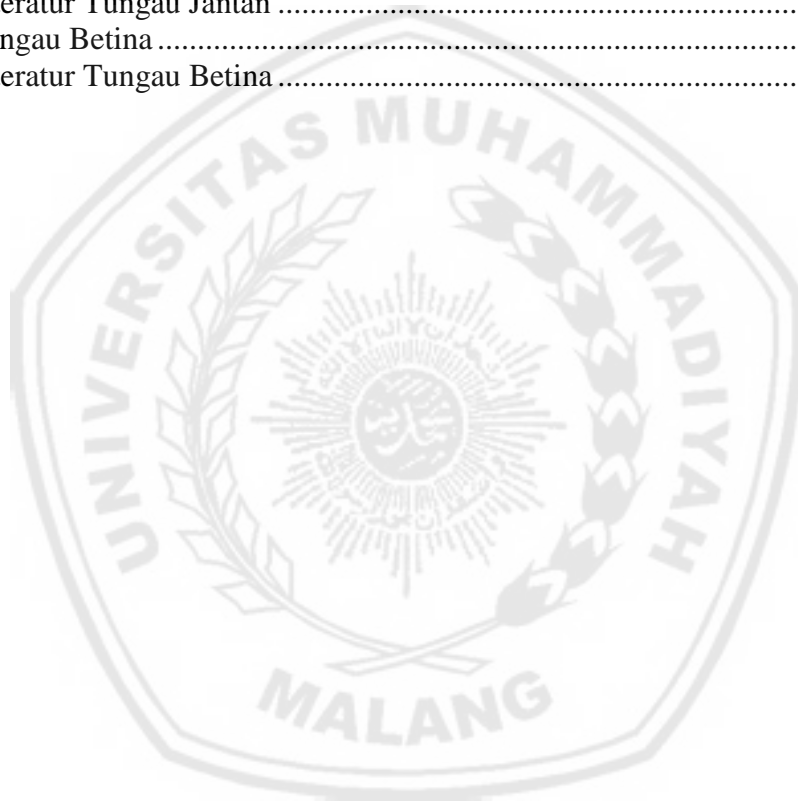 eratur Tungau Jantan ................................................................
ngau Betina ................................................................................
eratur Tungau Betina ................................................................
UNIVERSITAS MUHAMMADIYAH
MALANG